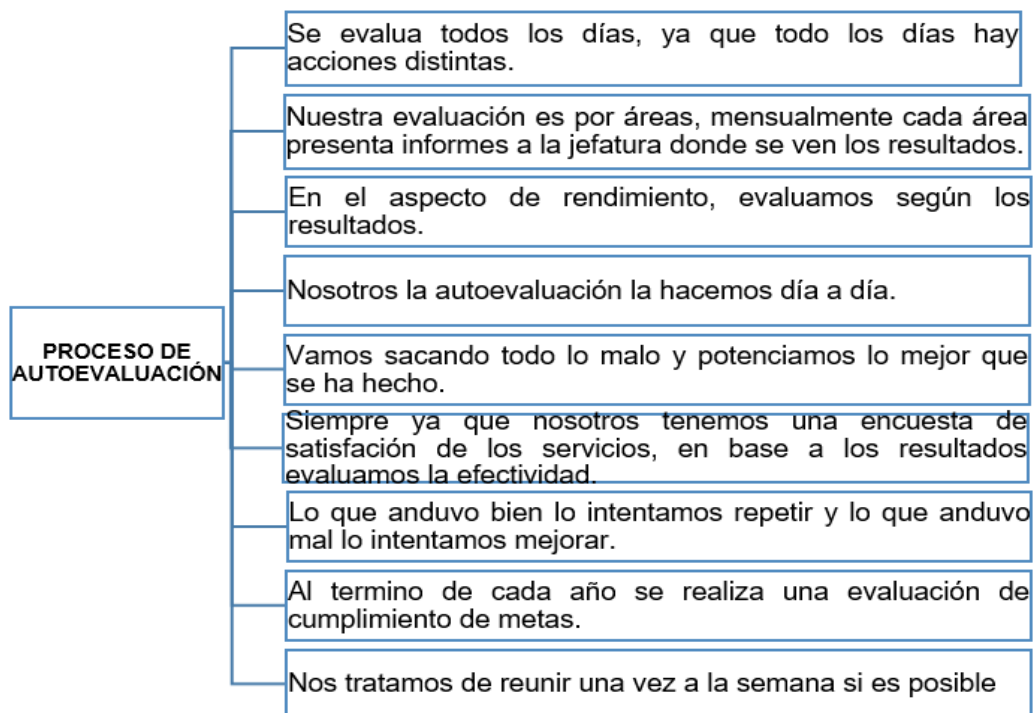 Se evalua todos los días, ya que todo los días hay
acciones distintas.
Nuestra evaluación es por áreas, mensualmente cada área
presenta informes a la jefatura donde se ven los resultados.
En el aspecto de rendimiento, evaluamos según los
resultados.
Nosotros la autoevaluación la hacemos día a día.
PROCESO DE
AUTOEVALUACIÓN
Vamos sacando todo lo malo y potenciamos lo mejor que
se ha hecho.
Siempre ya que nosotros tenemos una encuesta de
satisfacción de los servicios, en base a los resultados
evaluamos la efectividad.
Lo que anduvo bien lo intentamos repetir y lo que anduvo
mal lo intentamos mejorar.
Al termino de cada año se realiza una evaluación de
cumplimiento de metas.
Nos tratamos de reunir una vez a la semana si es posible